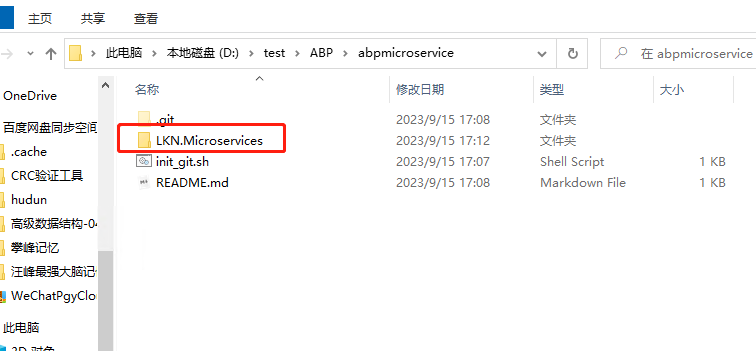 主页 共享 查看
此电脑 本地磁盘 (D:) test ABP abpmicroservice 在 abpmicroservice
名称 修改日期 类型 大小
OneDrive
百度网盘同步空间
.cache
CRC验证工具
hudun
高级数据结构-04
攀峰记忆
汪峰最强大脑记
WeChatPgyClou
此电脑
.git 2023/9/15 17:08 文件夹
LKN.Microservices 2023/9/15 17:12 文件夹
init_git.sh 2023/9/15 17:07 Shell Script 1 KB
README.md 2023/9/15 17:08 Markdown File 1 KB